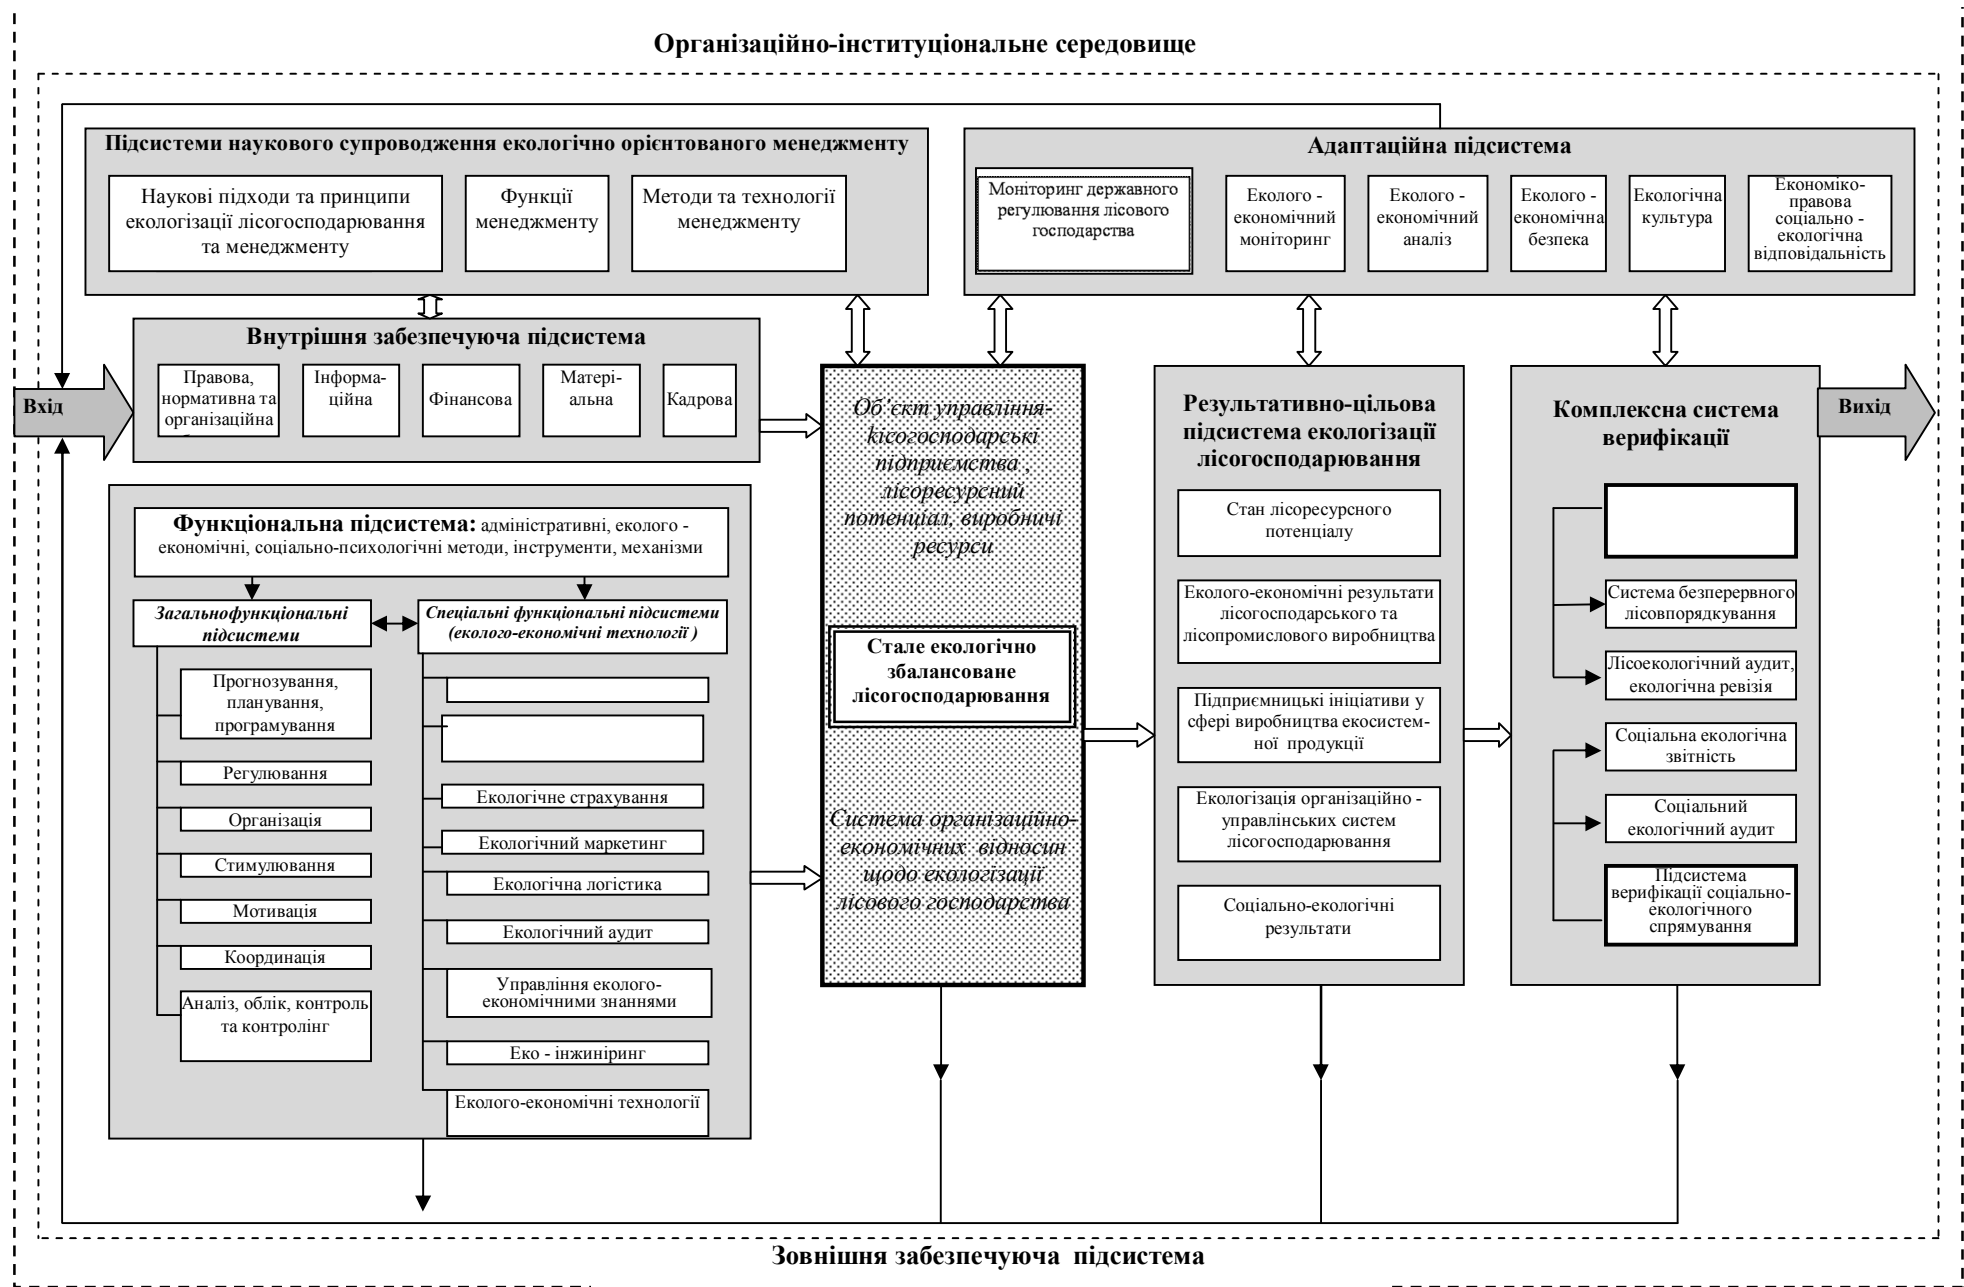 Організаційно-інституціональне середовище
Підсистеми наукового супроводження екологічно орієнтованого менеджменту
Наукові підходи та принципи
екологізації лісогосподарювання
та менеджменту
Функції
менеджменту
Методи та технології
менеджменту
Адаптаційна підсистема
Моніторинг державного
регулювання лісового
господарства
Еколого -
економічний
моніторинг
Еколого -
економічний
аналіз
Еколого -
економічна
безпека
Екологічна
культура
Економіко-
правова
соціально -
екологічна
відповідальність
Вхід
Внутрішня забезпечуюча підсистема
Правова,
нормативна та
організаційна
Інформа-
ційна
Фінансова
Матері-
альна
Кадрова
Функціональна підсистема: адміністративні, еколого -
економічні, соціально-психологічні методи, інструменти, механізми
Загальнофункціональні
підсистеми
Прогнозування,
планування,
програмування
Регулювання
Організація
Стимулювання
Мотивація
Координація
Аналіз, облік, контроль
та контролінг
Спеціальні функціональні підсистеми
(еколого-економічні технології )
Екологічне страхування
Екологічний маркетинг
Екологічна логістика
Екологічний аудит
Управління еколого-
економічними знаннями
Еко - інжиніринг
Еколого-економічні технології
Об’єкт управління-
kісогосподарські
підприємства ,
лісоресурсний
потенціал, виробничі
ресурси
Стале екологічно
збалансоване
лісогосподарювання
Система організаційно-
економічних відносин
щодо екологізації
лісового господарства
Результативно-цільова
підсистема екологізації
лісогосподарювання
Стан лісоресурсного
потенціалу
Еколого-економічні результати
лісогосподарського та
лісопромислового виробництва
Підприємницькі ініціативи у
сфері виробництва екосистем-
ної продукції
Екологізація організаційно -
управлінських систем
лісогосподарювання
Соціально-екологічні
результати
Комплексна система
верифікації
Система безперервного
лісовпорядкування
Лісоекологічний аудит,
екологічна ревізія
Соціальна екологічна
звітність
Соціальний
екологічний аудит
Підсистема
верифікації соціально-
екологічного
спрямування
Вихід
Зовнішня забезпечуюча підсистема